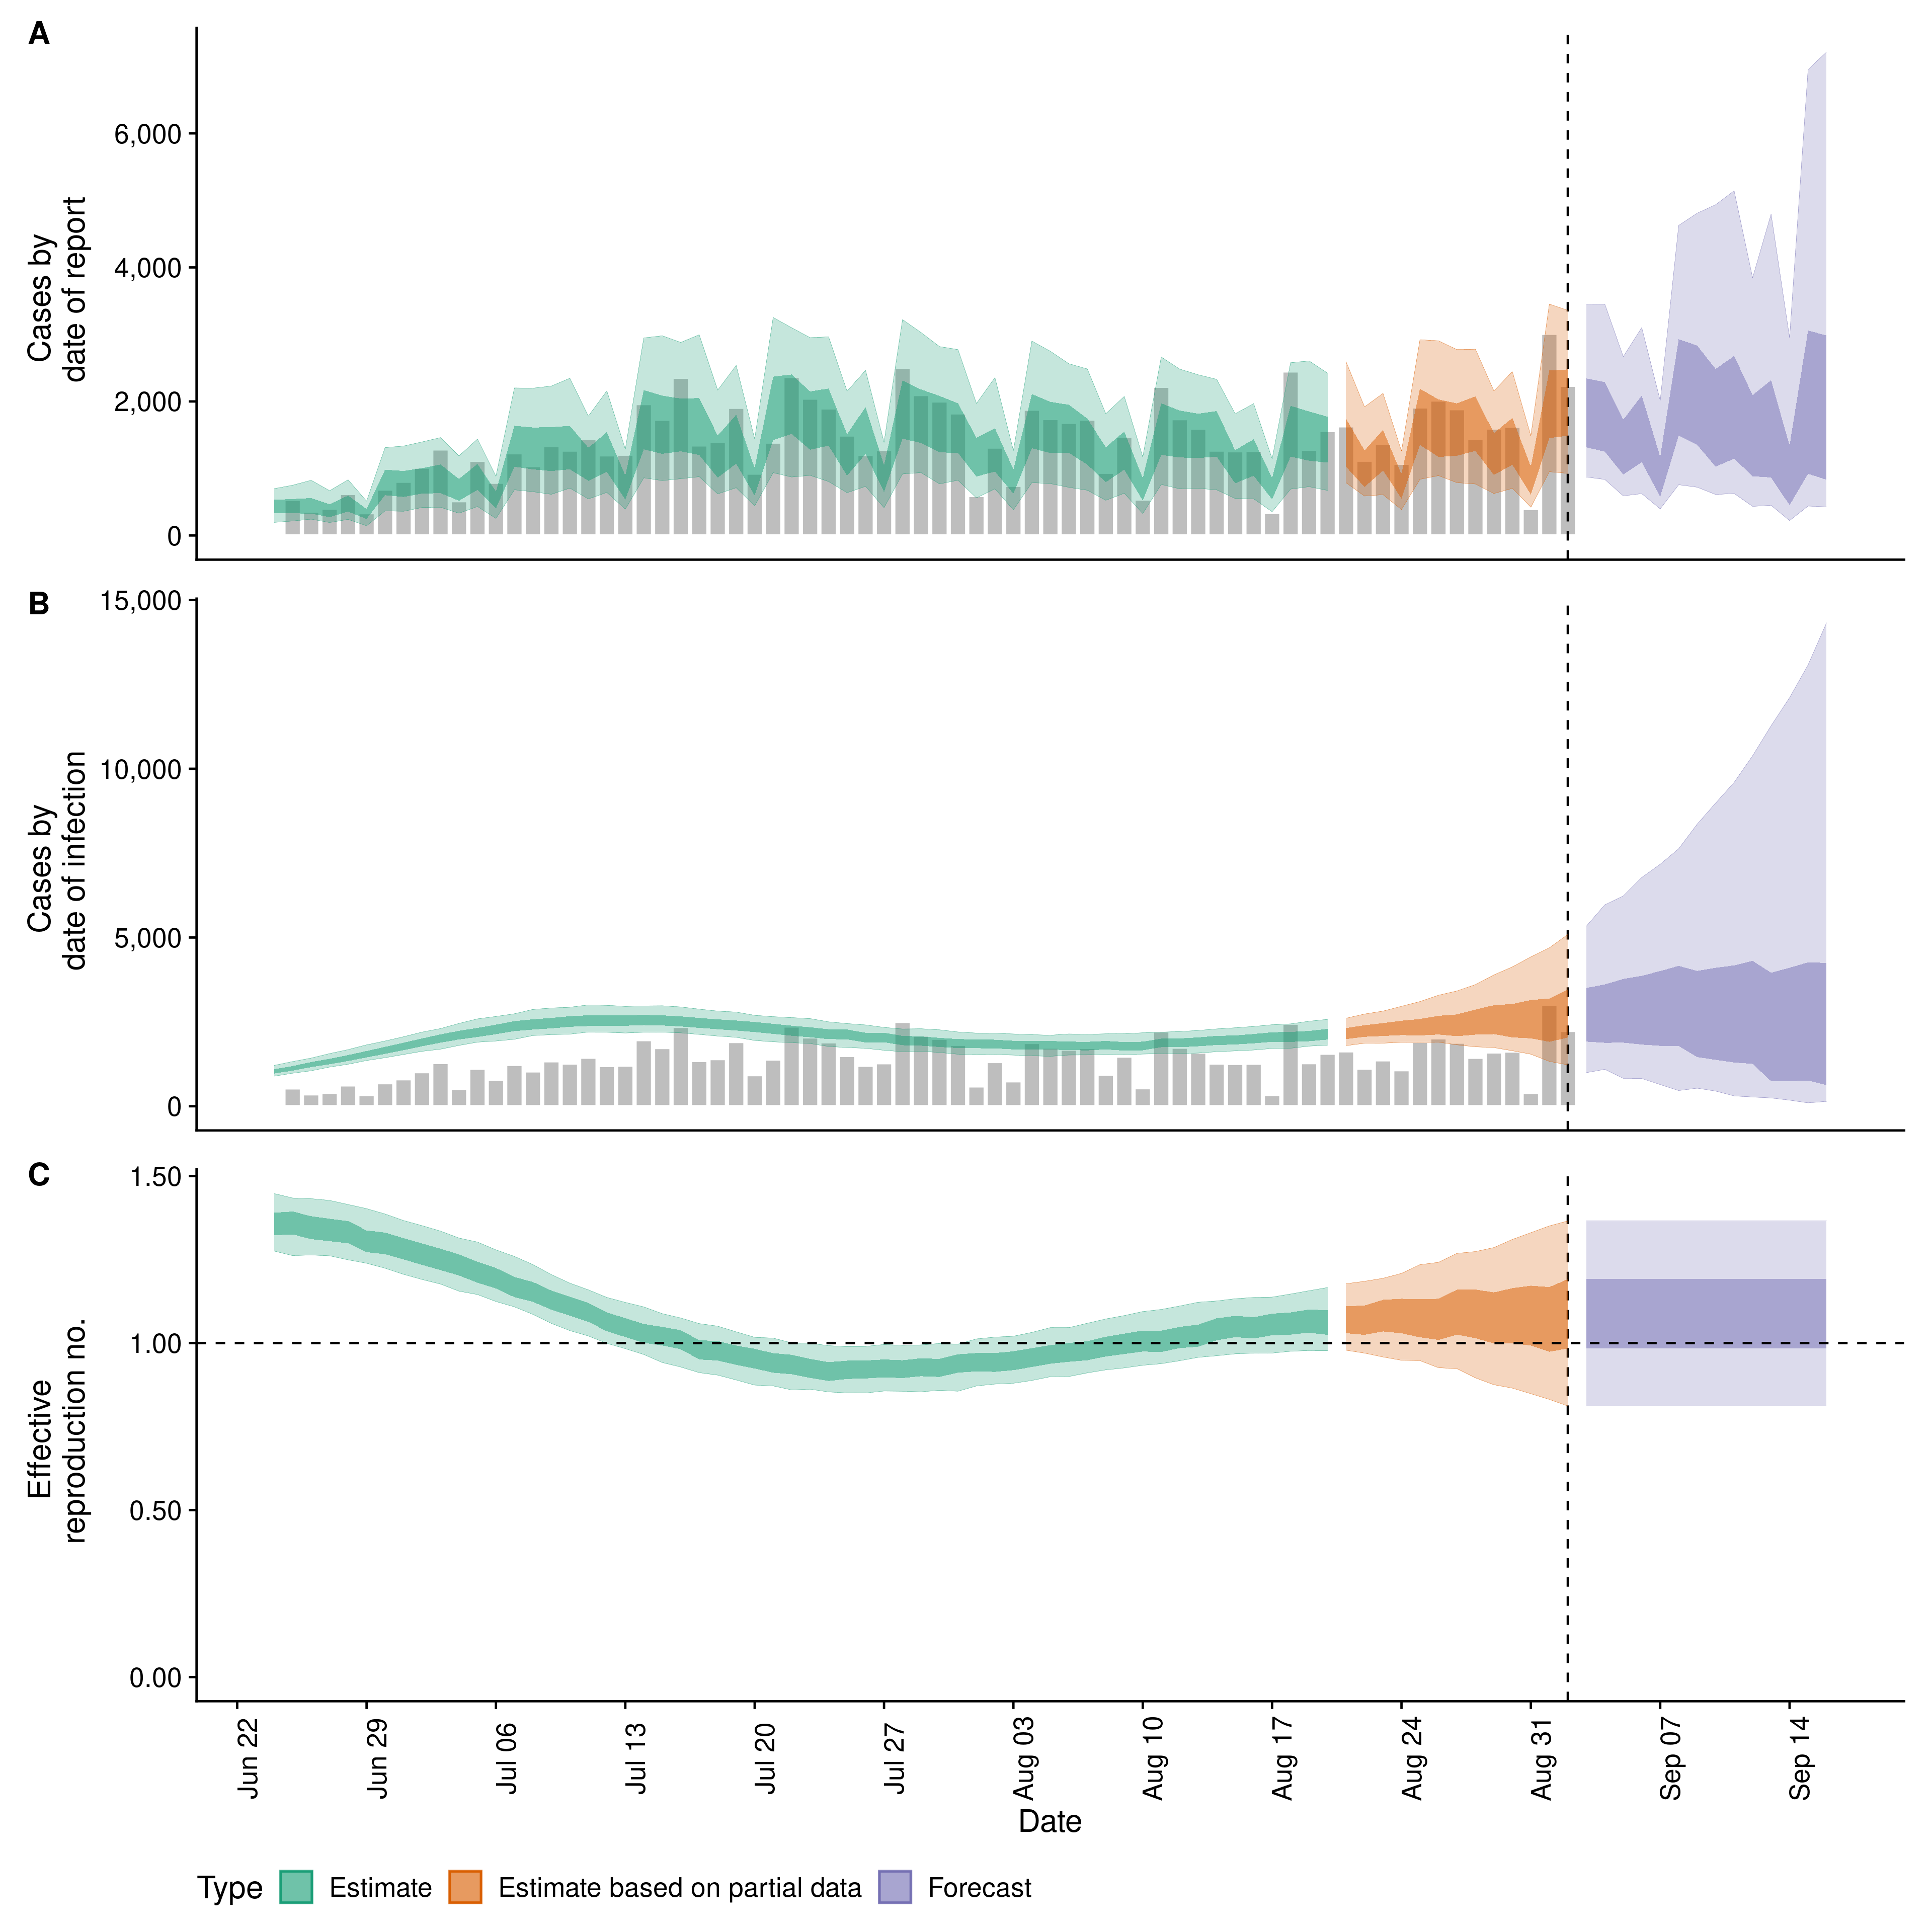 A
Cases by
date of report
6,000
4,000
2,000
0
B
Cases by
date of infection
15,000
10,000
5,000
0
C
Effective
reproduction no.
1.50
1.00
0.50
0.00
Jun 22
Jun 29
Jul 06
Jul 13
Jul 20
Jul 27
Aug 03
Aug 10
Aug 17
Aug 24
Aug 31
Sep 07
Sep 14
Date
Type Estimate Estimate based on partial data Forecast